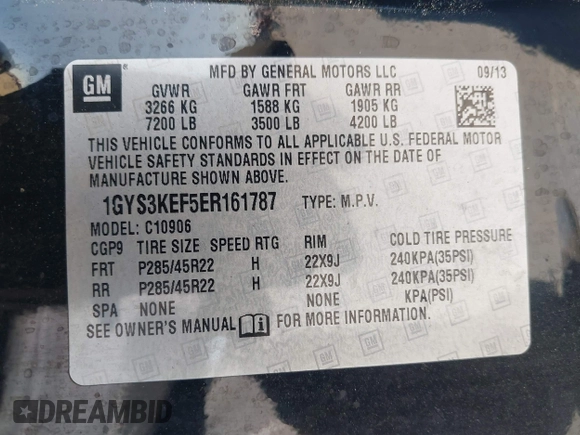 GM
MFD BY GENERAL MOTORS LLC 09/13
GVWR GAWR FRT GAWR RR
3266 KG 1588 KG 1905 KG
7200 LB 3500 LB 4200 LB
THIS VEHICLE CONFORMS TO ALL APPLICABLE U.S. FEDERAL MOTOR
VEHICLE SAFETY STANDARDS IN EFFECT ON THE DATE OF
MANUFACTURE SHOWN ABOVE.
1GYS3KEF5ER161787 TYPE: M.P.V.
MODEL: C10906
CGP9 TIRE SIZE SPEED RTG RIM COLD TIRE PRESSURE
FRT P285/45R22 H 22X9J 240KPA(35PSI)
RR P285/45R22 H 22X9J 240KPA(35PSI)
SPA NONE NONE KPA(PSI)
SEE OWNER'S MANUAL FOR MORE INFORMATION.
DREAMBID